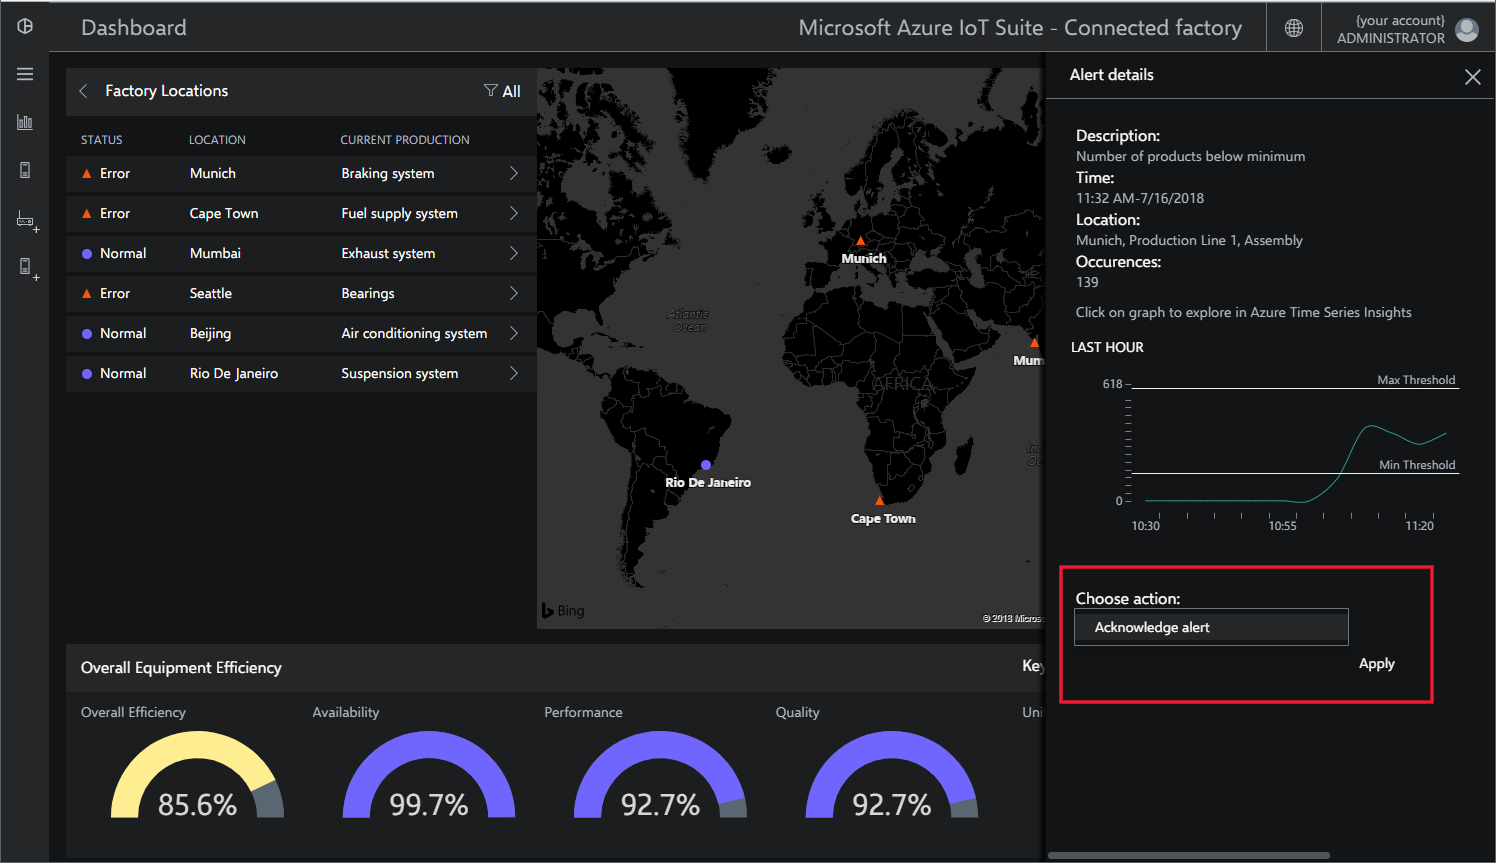 Dashboard
Microsoft Azure IoT Suite - Connected factory
{your account}
ADMINISTRATOR
Factory Locations
All
STATUS LOCATION CURRENT PRODUCTION
Error Munich Braking system
Error Cape Town Fuel supply system
Normal Mumbai Exhaust system
Error Seattle Bearings
Normal Beijing Air conditioning system
Normal Rio De Janeiro Suspension system
Munich
Atlantic
Ocean
Mum
AFRICA
Rio De Janeiro
Cape Town
Bing
© 2018 Micros
Alert details
Description:
Number of products below minimum
Time:
11:32 AM-7/16/2018
Location:
Munich, Production Line 1, Assembly
Occurences:
139
Click on graph to explore in Azure Time Series Insights
LAST HOUR
618
Max Threshold
Min Threshold
0
10:30 10:55 11:20
Choose action:
Acknowledge alert
Apply
Overall Equipment Efficiency
Key
Overall Efficiency Availability Performance Quality Uni
85.6% 99.7% 92.7% 92.7%